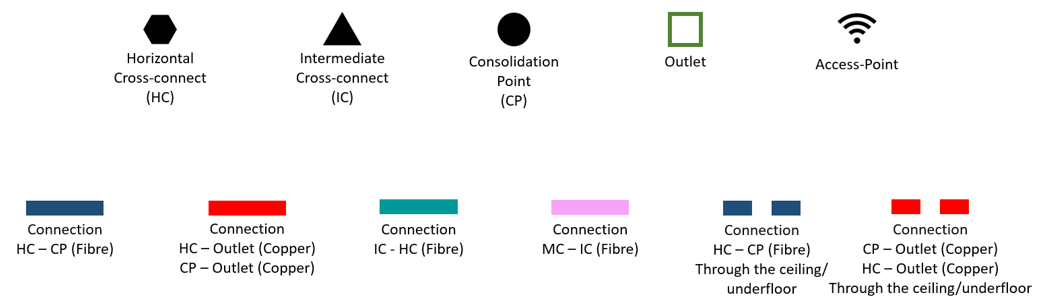 Horizontal
Cross-connect
(HC)
Intermediate
Cross-connect
(IC)
Consolidation
Point
(CP)
Outlet
Access-Point
Connection
HC – CP (Fibre)
Connection
HC – Outlet (Copper)
CP – Outlet (Copper)
Connection
IC - HC (Fibre)
Connection
MC – IC (Fibre)
Connection
HC – CP (Fibre)
Through the ceiling/
underfloor
Connection
CP – Outlet (Copper)
HC – Outlet (Copper)
Through the ceiling/underfloor